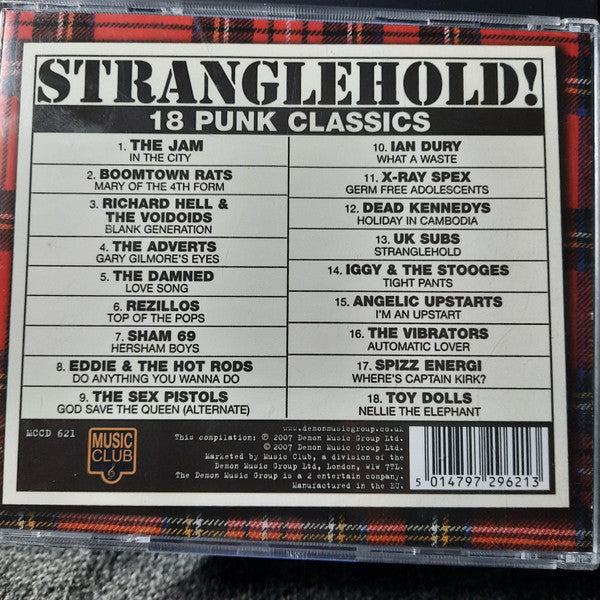 STRANGLEHOLD!
18 PUNK CLASSICS
1. THE JAM
IN THE CITY
2. BOOMTOWN RATS
MARY OF THE 4TH FORM
3. RICHARD HELL &
THE VOIDOIDS
BLANK GENERATION
4. THE ADVERTS
GARY GILMORE'S EYES
5. THE DAMNED
LOVE SONG
6. REZILLOS
TOP OF THE POPS
7. SHAM 69
HERSHAM BOYS
8. EDDIE & THE HOT RODS
DO ANYTHING YOU WANNA DO
9. THE SEX PISTOLS
GOD SAVE THE QUEEN (ALTERNATE)
10. IAN DURY
WHAT A WASTE
11. X-RAY SPEX
GERM FREE ADOLESCENTS
12. DEAD KENNEDYS
HOLIDAY IN CAMBODIA
13. UK SUBS
STRANGLEHOLD
14. IGGY & THE STOOGES
TIGHT PANTS
15. ANGELIC UPSTARTS
I'M AN UPSTART
16. THE VIBRATORS
AUTOMATIC LOVER
17. SPIZZ ENERGI
WHERE'S CAPTAIN KIRK?
18. TOY DOLLS
NELLIE THE ELEPHANT
MCCD 621
MUSIC
CLUB
www.demonmusicgroup.co.uk
This compilation: ℗ 2007 Demon Music Group Ltd.
© 2007 Demon Music Group Ltd.
Marketed by Music Club, a division of the
Demon Music Group Ltd, London, W1W 7TL.
The Demon Music Group is a 2 entertain company.
Manufactured in the EU.
5 014797 296213